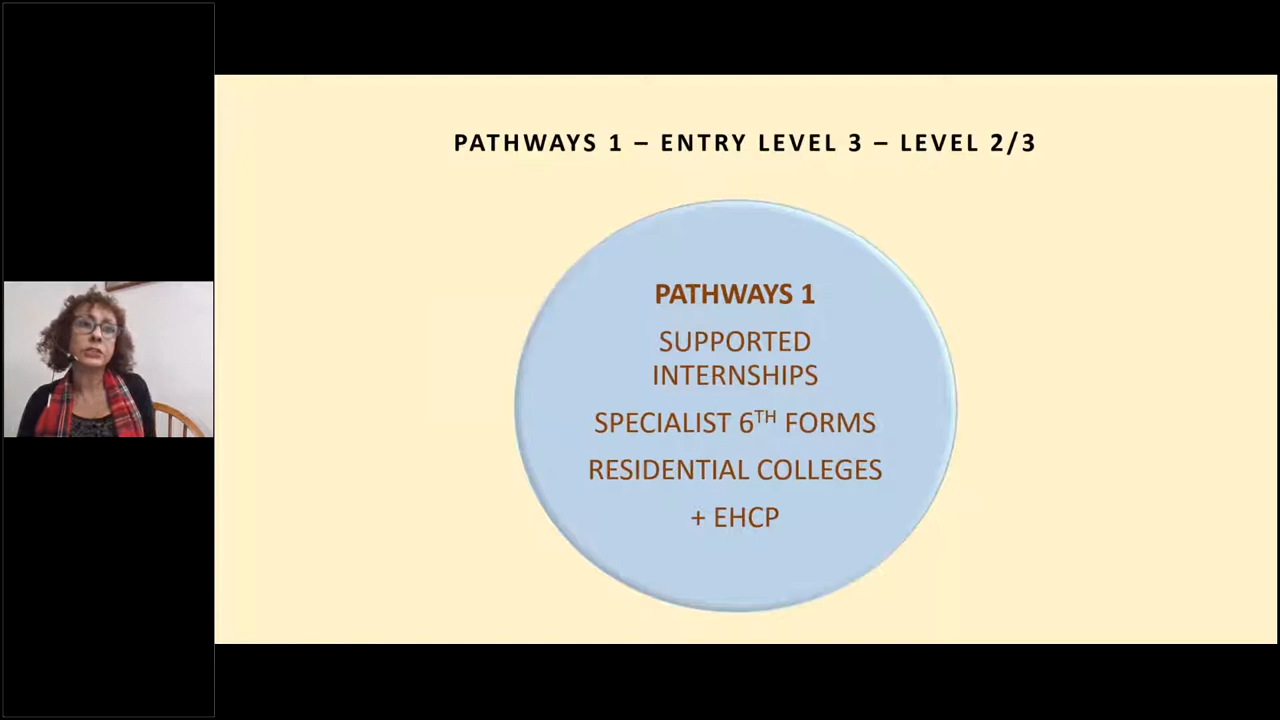 PATHWAYS 1 – ENTRY LEVEL 3 – LEVEL 2/3
PATHWAYS 1
SUPPORTED
INTERNSHIPS
SPECIALIST 6TH FORMS
RESIDENTIAL COLLEGES
+ EHCP